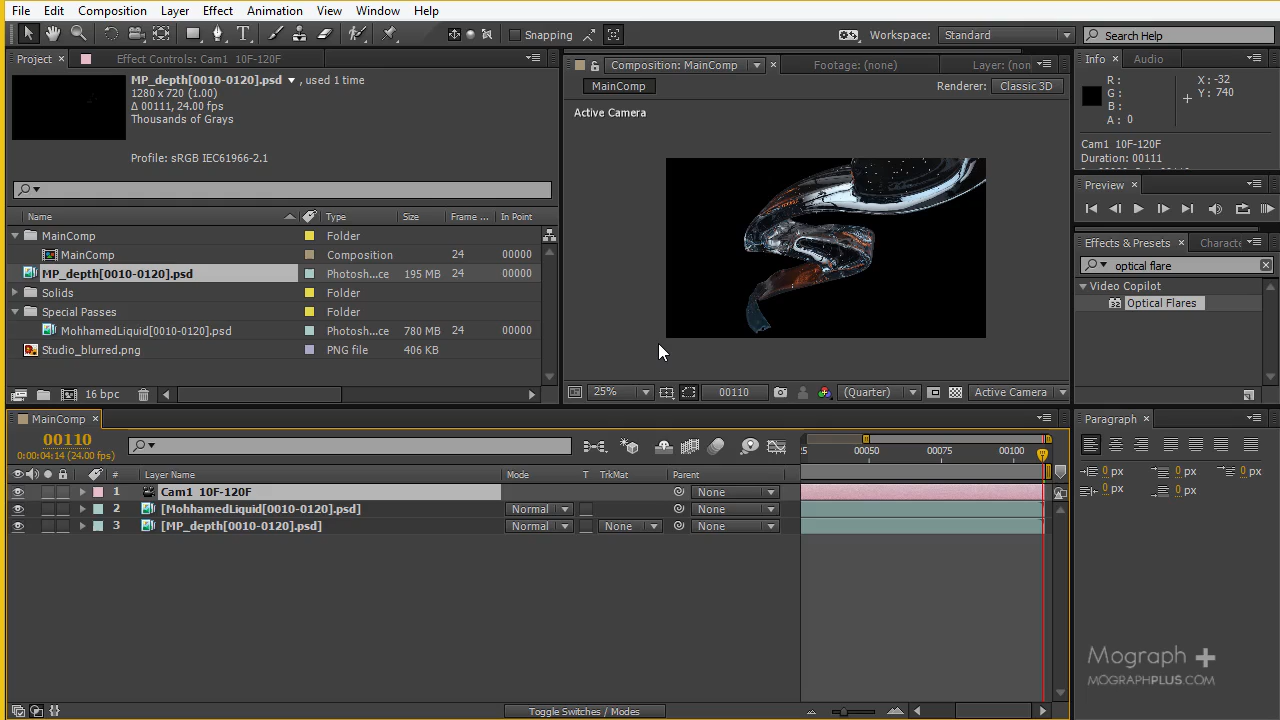 File Edit Composition Layer Effect Animation View Window Help
Snapping Workspace: Standard Search Help
Project Effect Controls: Cam1 10F-120F
MP_depth[0010-0120].psd , used 1 time
1280 x 720 (1.00)
Δ 00111, 24.00 fps
Thousands of Grays
Profile: sRGB IEC61966-2.1
Name Type Size Frame ... In Point
MainComp Folder
MainComp Composition 24 00000
MP_depth[0010-0120].psd Photosh...ce 195 MB 24 00000
Solids Folder
Special Passes Folder
MohhamedLiquid[0010-0120].psd Photosh...ce 780 MB 24 00000
Studio_blurred.png PNG file 406 KB
16 bpc
Composition: MainComp Footage: (none) Layer: (non
MainComp Renderer: Classic 3D
Active Camera
25% 00110 (Quarter) Active Camera
Info Audio
R : X : -32
G : Y : 740
B :
A : 0
Cam1 10F-120F
Duration: 00111
Preview
Effects & Presets Characte
optical flare
Video Copilot
32 Optical Flares
MainComp
00110
0:00:04:14 (24.00 fps)
25 00050 00075 00100
# Layer Name Mode T TrkMat Parent
1 Cam1 10F-120F None
2 [MohhamedLiquid[0010-0120].psd] Normal None
3 [MP_depth[0010-0120].psd] Normal None None
Toggle Switches / Modes
Paragraph
0 px 0 px 0 px
0 px 0 px
Mograph +
MOGRAPHPLUS.COM